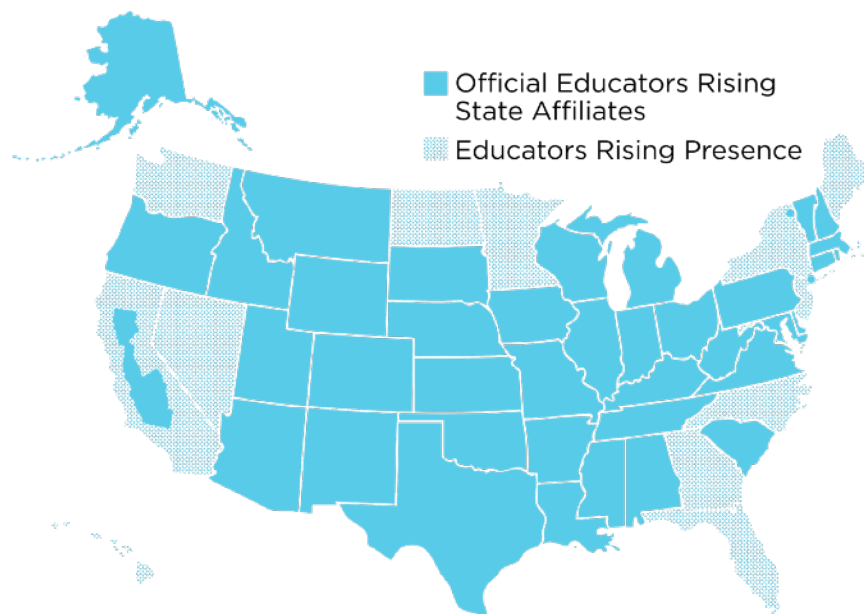 Official Educators Rising
State Affiliates
Educators Rising Presence